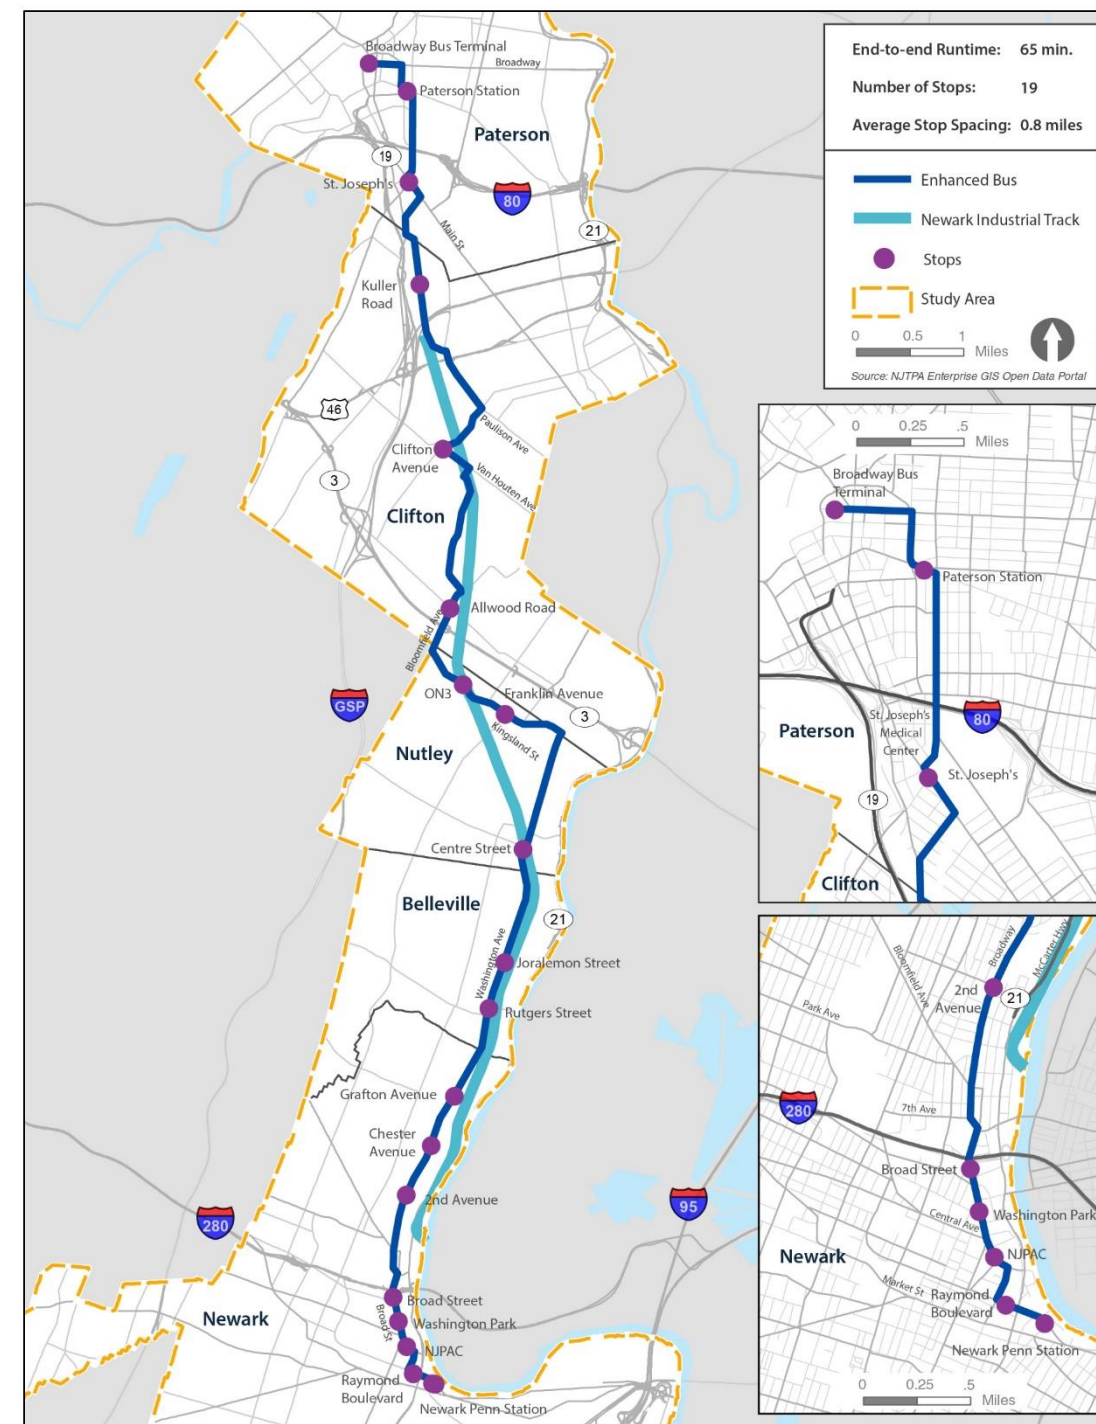 Broadway Bus Terminal
Broadway
Paterson Station
Paterson
19
St. Joseph's
80
21
Main St
Kuller
Road
46
Paulison Ave
Clifton
Avenue
Van Houten Ave
3
Clifton
Allwood Road
Bloomfield Ave
ON3
Franklin Avenue
GSP
3
Kingsland St
Nutley
Centre Street
Belleville
21
Washington Ave
Joralemon Street
Rutgers Street
Grafton Avenue
Chester
Avenue
2nd Avenue
95
280
Broad Street
Newark
Broad St
Washington Park
NJPAC
Raymond
Boulevard
Newark Penn Station
End-to-end Runtime: 65 min.
Number of Stops: 19
Average Stop Spacing: 0.8 miles
Enhanced Bus
Newark Industrial Track
Stops
Study Area
0 0.5 1 Miles
Source: NJTPA Enterprise GIS Open Data Portal
0 0.25 .5
Miles
Broadway Bus
Terminal
Paterson Station
St. Joseph's
Medical
Center
80
Paterson
St. Joseph's
19
Clifton
Broadway
McCarter Hwy
Bloomfield Ave
2nd
Avenue
21
Park Ave
280
7th Ave
Broad Street
Central Ave
Washington Park
Newark
NJPAC
Market St
Raymond
Boulevard
Newark Penn Station
0 0.25 .5
Miles